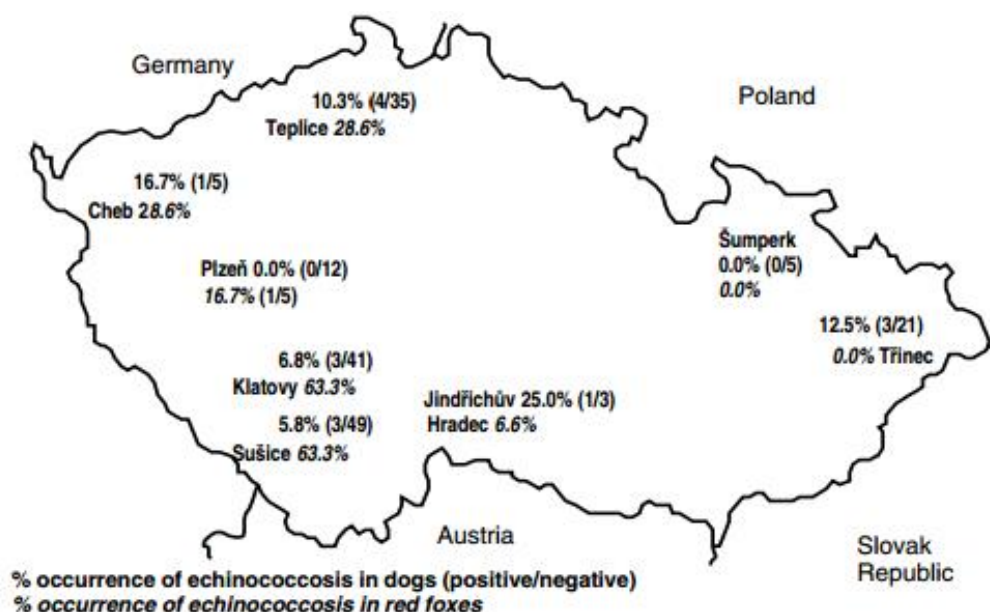 Germany
Poland
10.3% (4/35)
Teplice 28.6%
16.7% (1/5)
Cheb 28.6%
Šumperk
0.0% (0/5)
0.0%
Plzeň 0.0% (0/12)
16.7% (1/5)
12.5% (3/21)
0.0% Třinec
6.8% (3/41)
Klatovy 63.3%
5.8% (3/49)
Sušice 63.3%
Jindřichův 25.0% (1/3)
Hradec 6.6%
Austria
Slovak
Republic
% occurrence of echinococcosis in dogs (positive/negative)
% occurrence of echinococcosis in red foxes